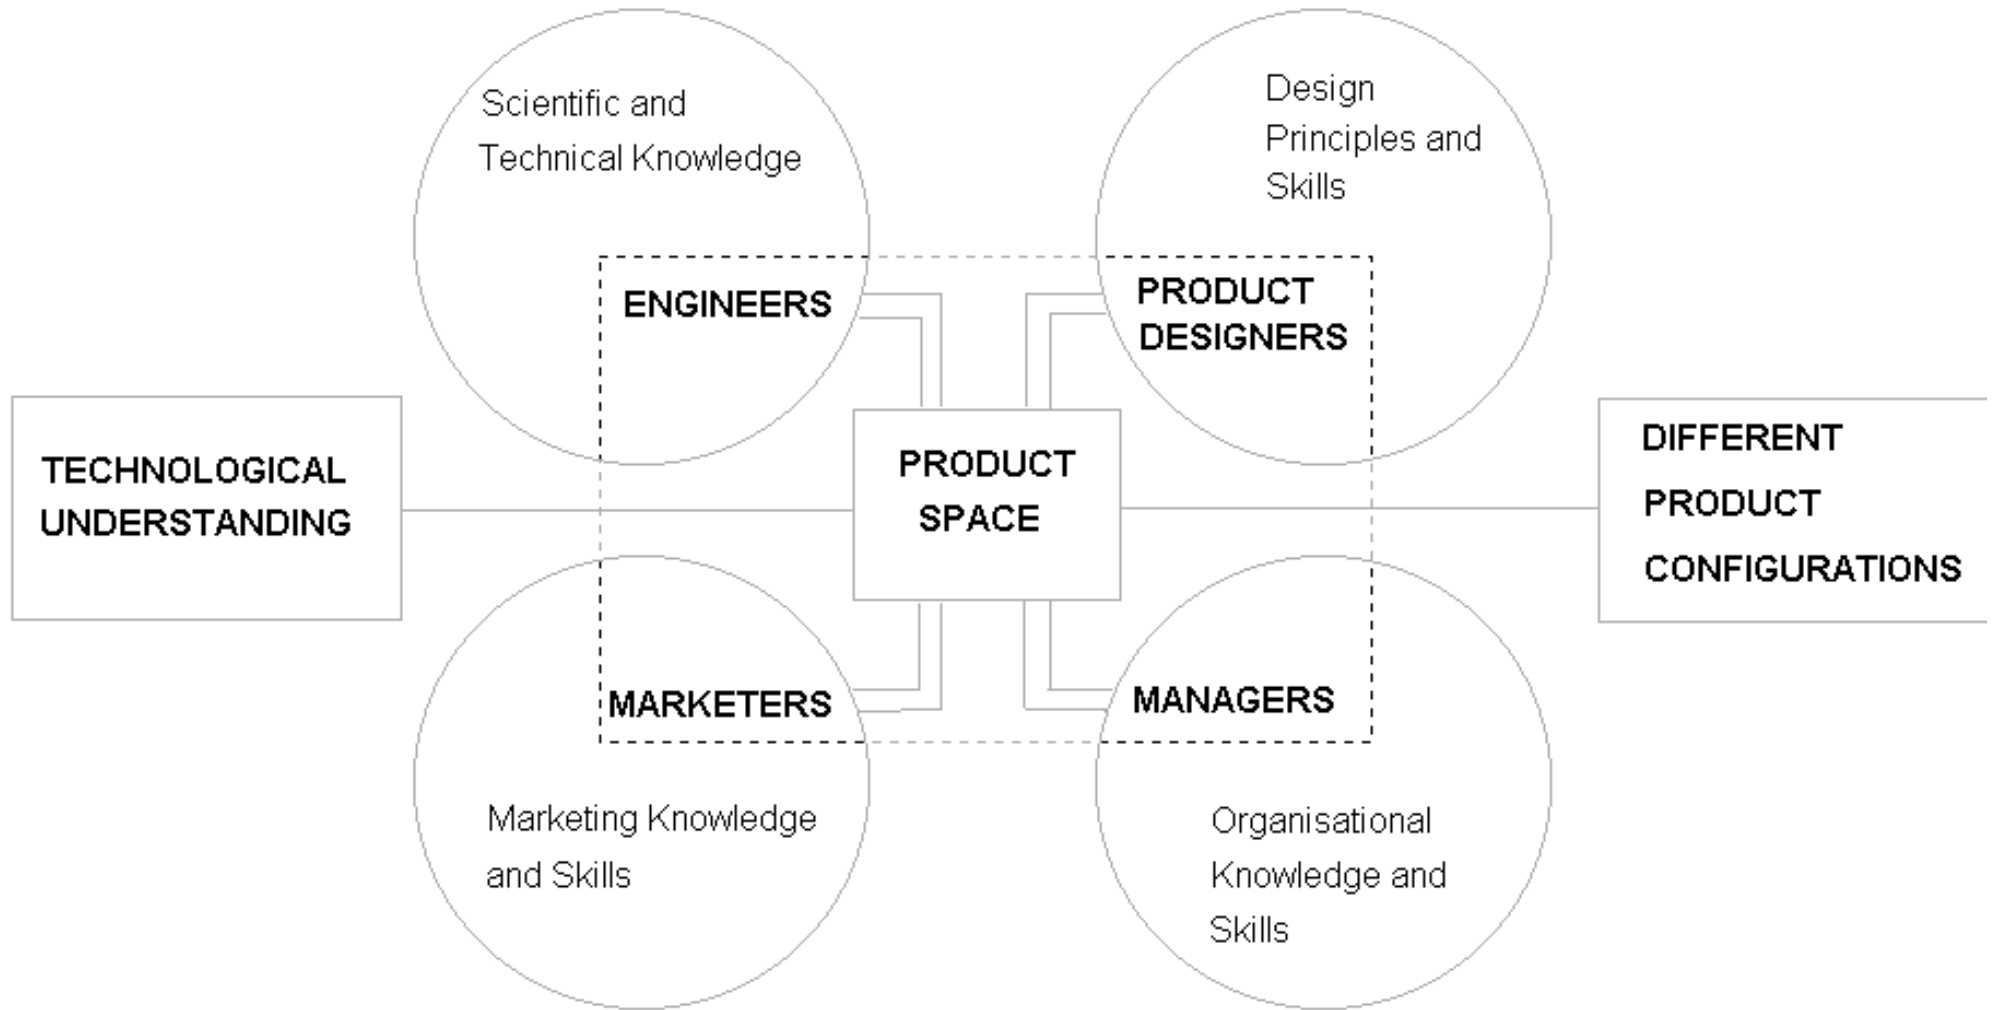 Scientific and
Technical Knowledge
Design
Principles and
Skills
ENGINEERS
PRODUCT
DESIGNERS
TECHNOLOGICAL
UNDERSTANDING
PRODUCT
SPACE
DIFFERENT
PRODUCT
CONFIGURATIONS
MARKETERS
MANAGERS
Marketing Knowledge
and Skills
Organisational
Knowledge and
Skills